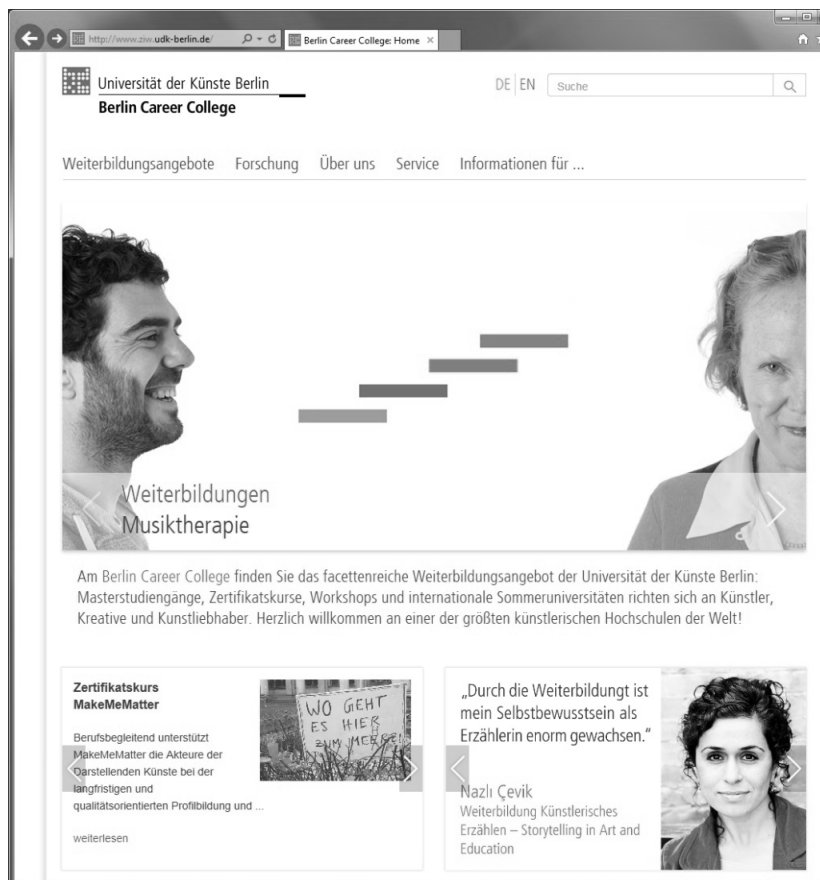 http://www.ziw.udk-berlin.de/
Berlin Career College: Home
Universität der Künste Berlin
Berlin Career College
DE EN
Suche
Weiterbildungsangebote Forschung Über uns Service Informationen für ...
Weiterbildungen
Musiktherapie
Am Berlin Career College finden Sie das facettenreiche Weiterbildungsangebot der Universität der Künste Berlin:
Masterstudiengänge, Zertifikatskurse, Workshops und internationale Sommeruniversitäten richten sich an Künstler,
Kreative und Kunstliebhaber. Herzlich willkommen an einer der größten künstlerischen Hochschulen der Welt!
Zertifikatskurs
MakeMeMatter
Berufsbegleitend unterstützt
MakeMeMatter die Akteure der
Darstellenden Künste bei der
langfristigen und
qualitätsorientierten Profilbildung und ...
weiterlesen
WO GEHT
ES HIER
ZUM MEERE!
„Durch die Weiterbildungt ist
mein Selbstbewusstsein als
Erzählerin enorm gewachsen.“
Nazlı Çevik
Weiterbildung Künstlerisches
Erzählen – Storytelling in Art and
Education